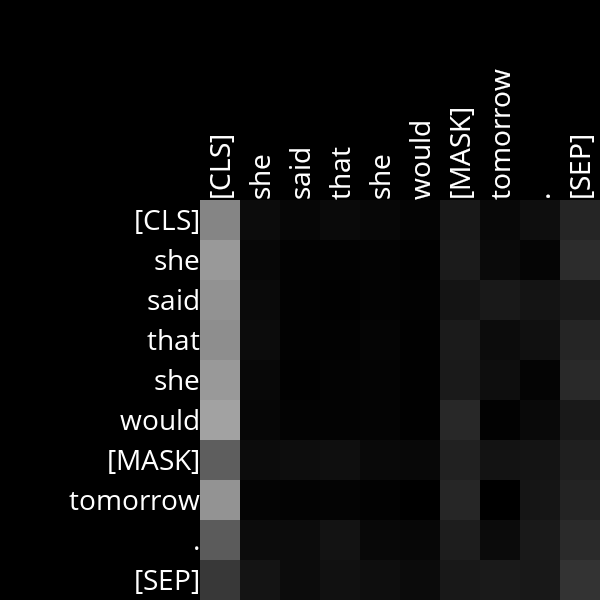 [CLS] she said that she would [MASK] tomorrow . [SEP]
[CLS]
she
said
that
she
would
[MASK]
tomorrow
.
[SEP]